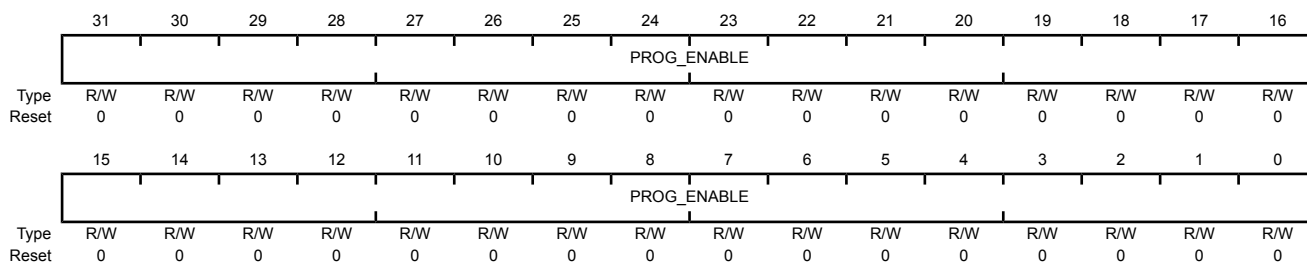 31 30 29 28 27 26 25 24 23 22 21 20 19 18 17 16
PROG_ENABLE
Type R/W R/W R/W R/W R/W R/W R/W R/W R/W R/W R/W R/W R/W R/W R/W R/W
Reset 0 0 0 0 0 0 0 0 0 0 0 0 0 0 0 0
15 14 13 12 11 10 9 8 7 6 5 4 3 2 1 0
PROG_ENABLE
Type R/W R/W R/W R/W R/W R/W R/W R/W R/W R/W R/W R/W R/W R/W R/W R/W
Reset 0 0 0 0 0 0 0 0 0 0 0 0 0 0 0 0